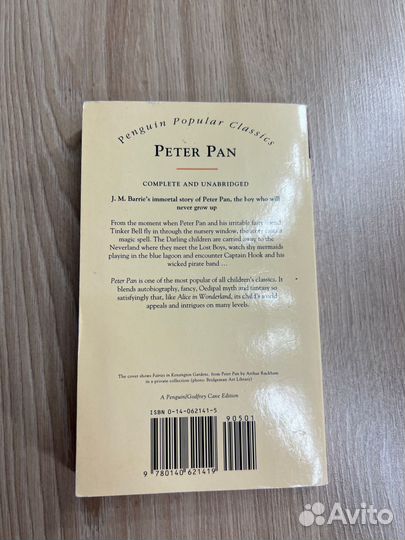 Penguin Popular Classics
PETER PAN
COMPLETE AND UNABRIDGED
J. M. Barrie's immortal story of Peter Pan, the boy who will
never grow up
From the moment when Peter Pan and his irritable fairy friend
Tinker Bell fly in through the nursery window, the story casts a
magic spell. The Darling children are carried away to the
Neverland where they meet the Lost Boys, watch shy mermaids
playing in the blue lagoon and encounter Captain Hook and his
wicked pirate band ...
Peter Pan is one of the most popular of all children's classics. It
blends autobiography, fancy, Oedipal myth and fantasy so
satisfyingly that, like Alice in Wonderland, its child's world
appeals and intrigues on many levels.
The cover shows Fairies in Kensington Gardens, from Peter Pan by Arthur Rackham
in a private collection (photo: Bridgeman Art Library)
A Penguin/Godfrey Cave Edition
ISBN 0-14-062141-5
90501
9 780140 621419
Avito